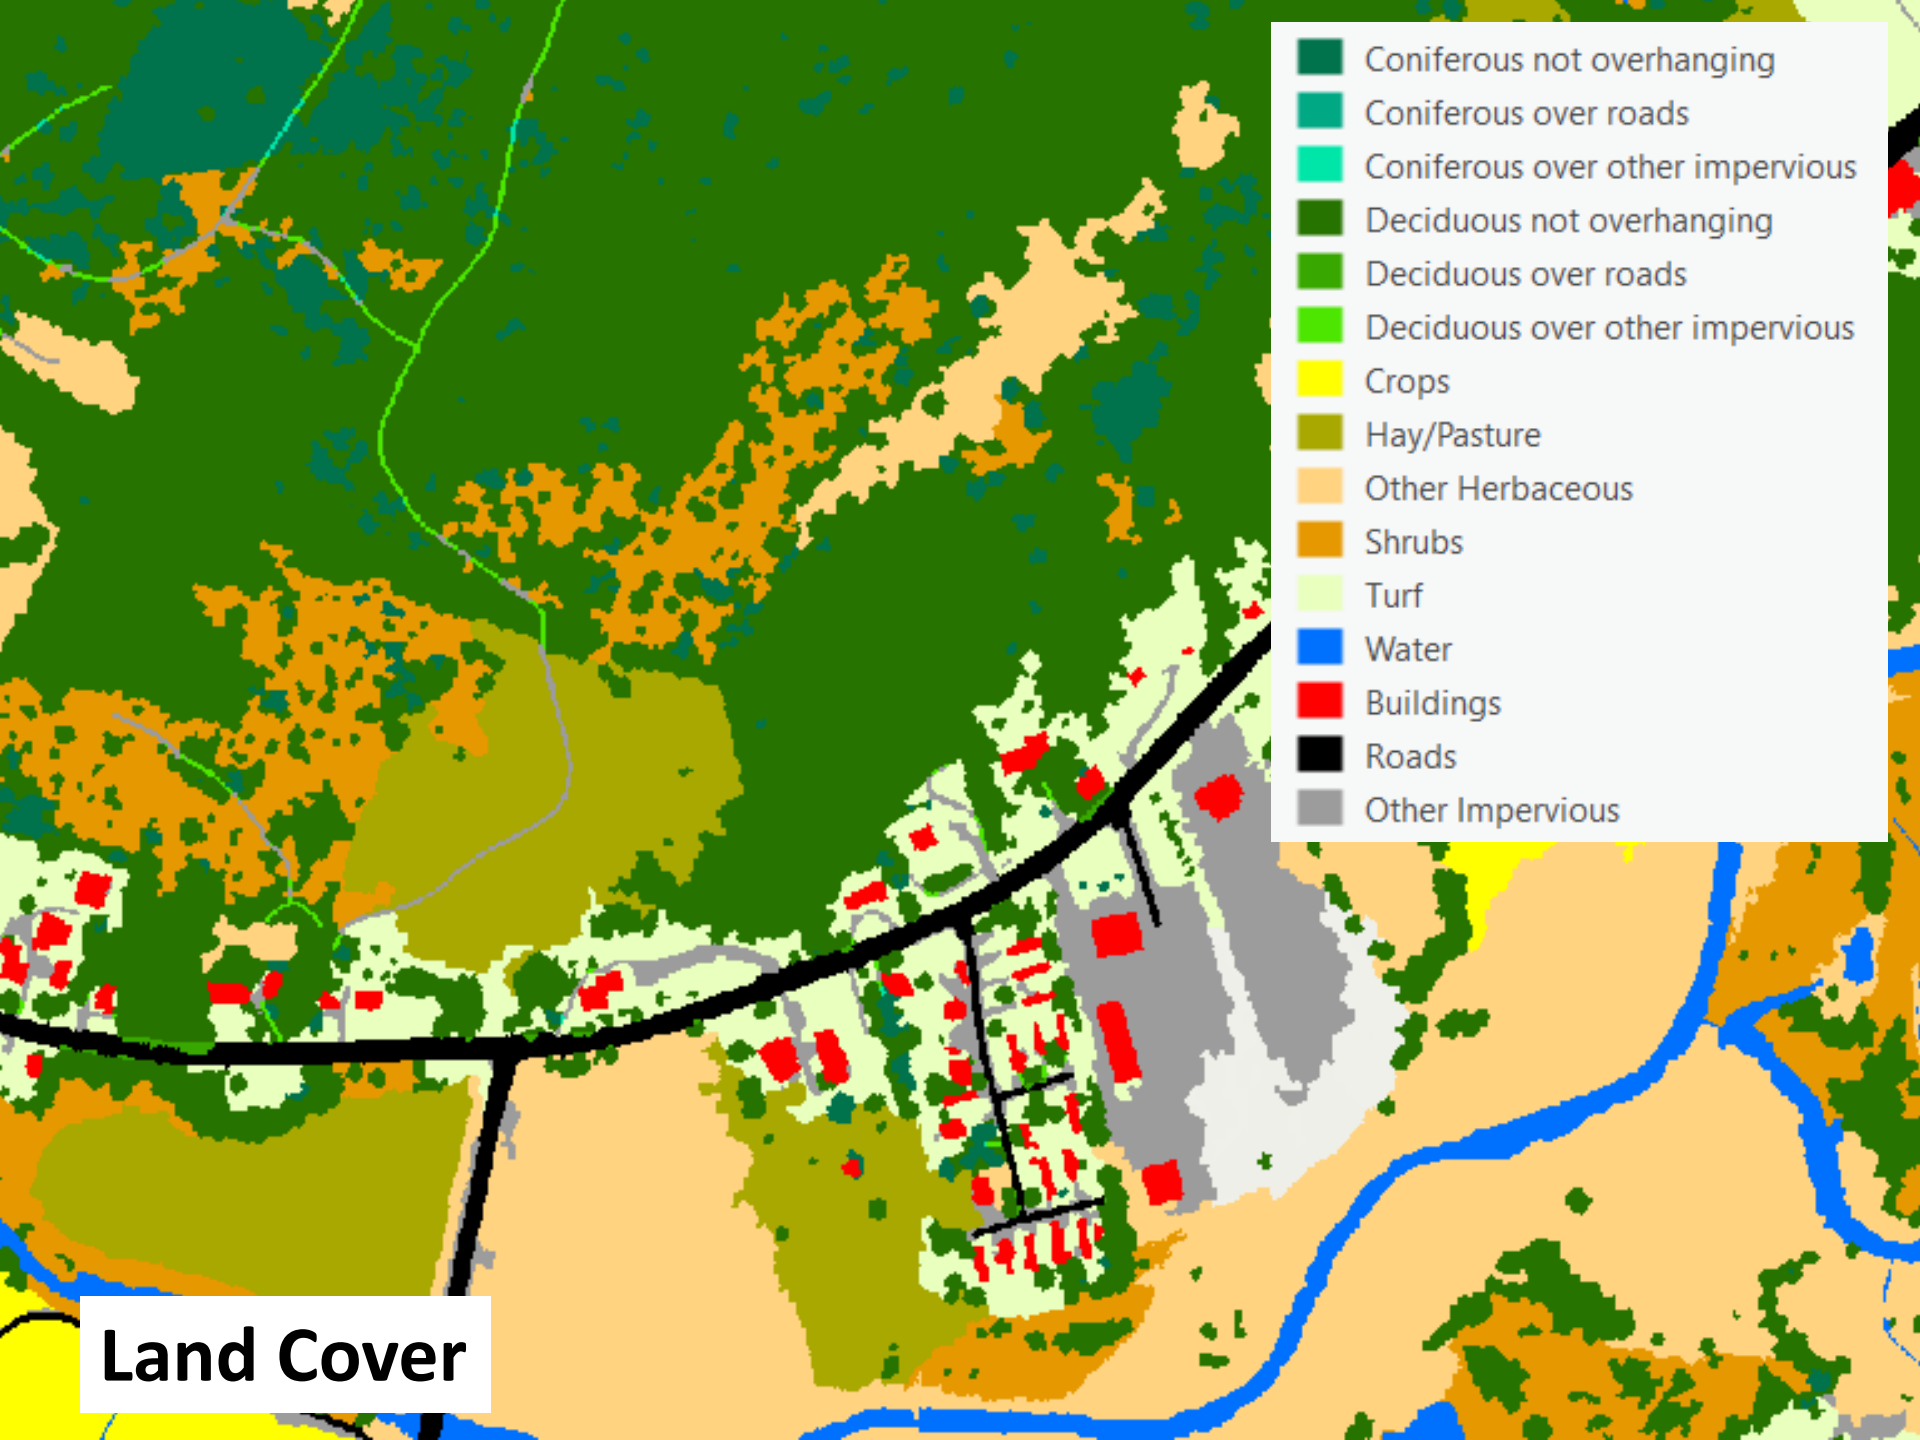 Coniferous not overhanging
Coniferous over roads
Coniferous over other impervious
Deciduous not overhanging
Deciduous over roads
Deciduous over other impervious
Crops
Hay/Pasture
Other Herbaceous
Shrubs
Turf
Water
Buildings
Roads
Other Impervious
Land Cover